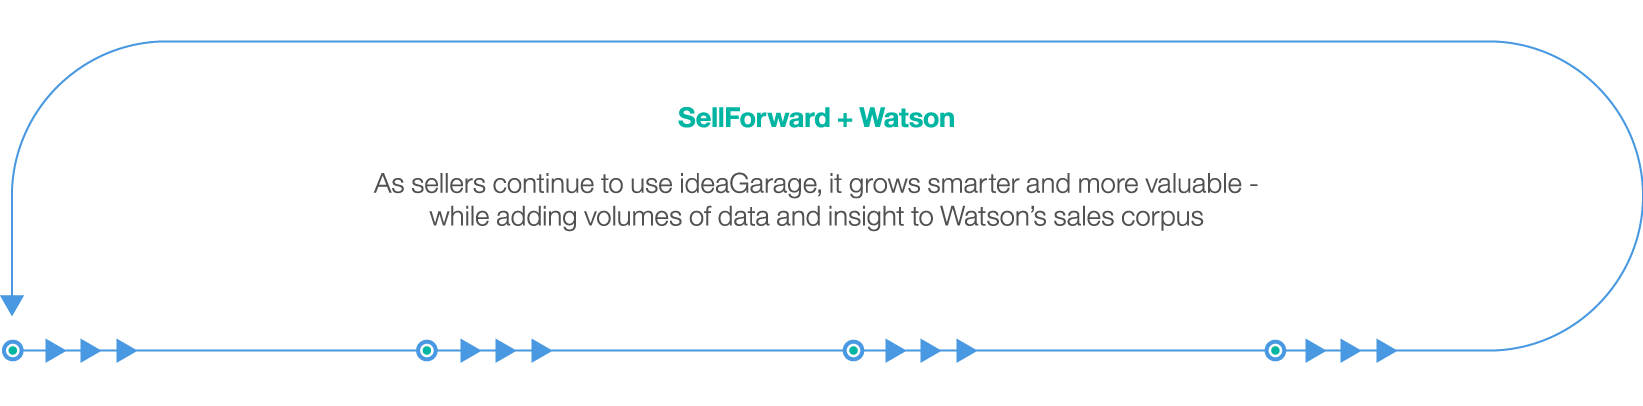 SellForward + Watson
As sellers continue to use ideaGarage, it grows smarter and more valuable -
while adding volumes of data and insight to Watson’s sales corpus